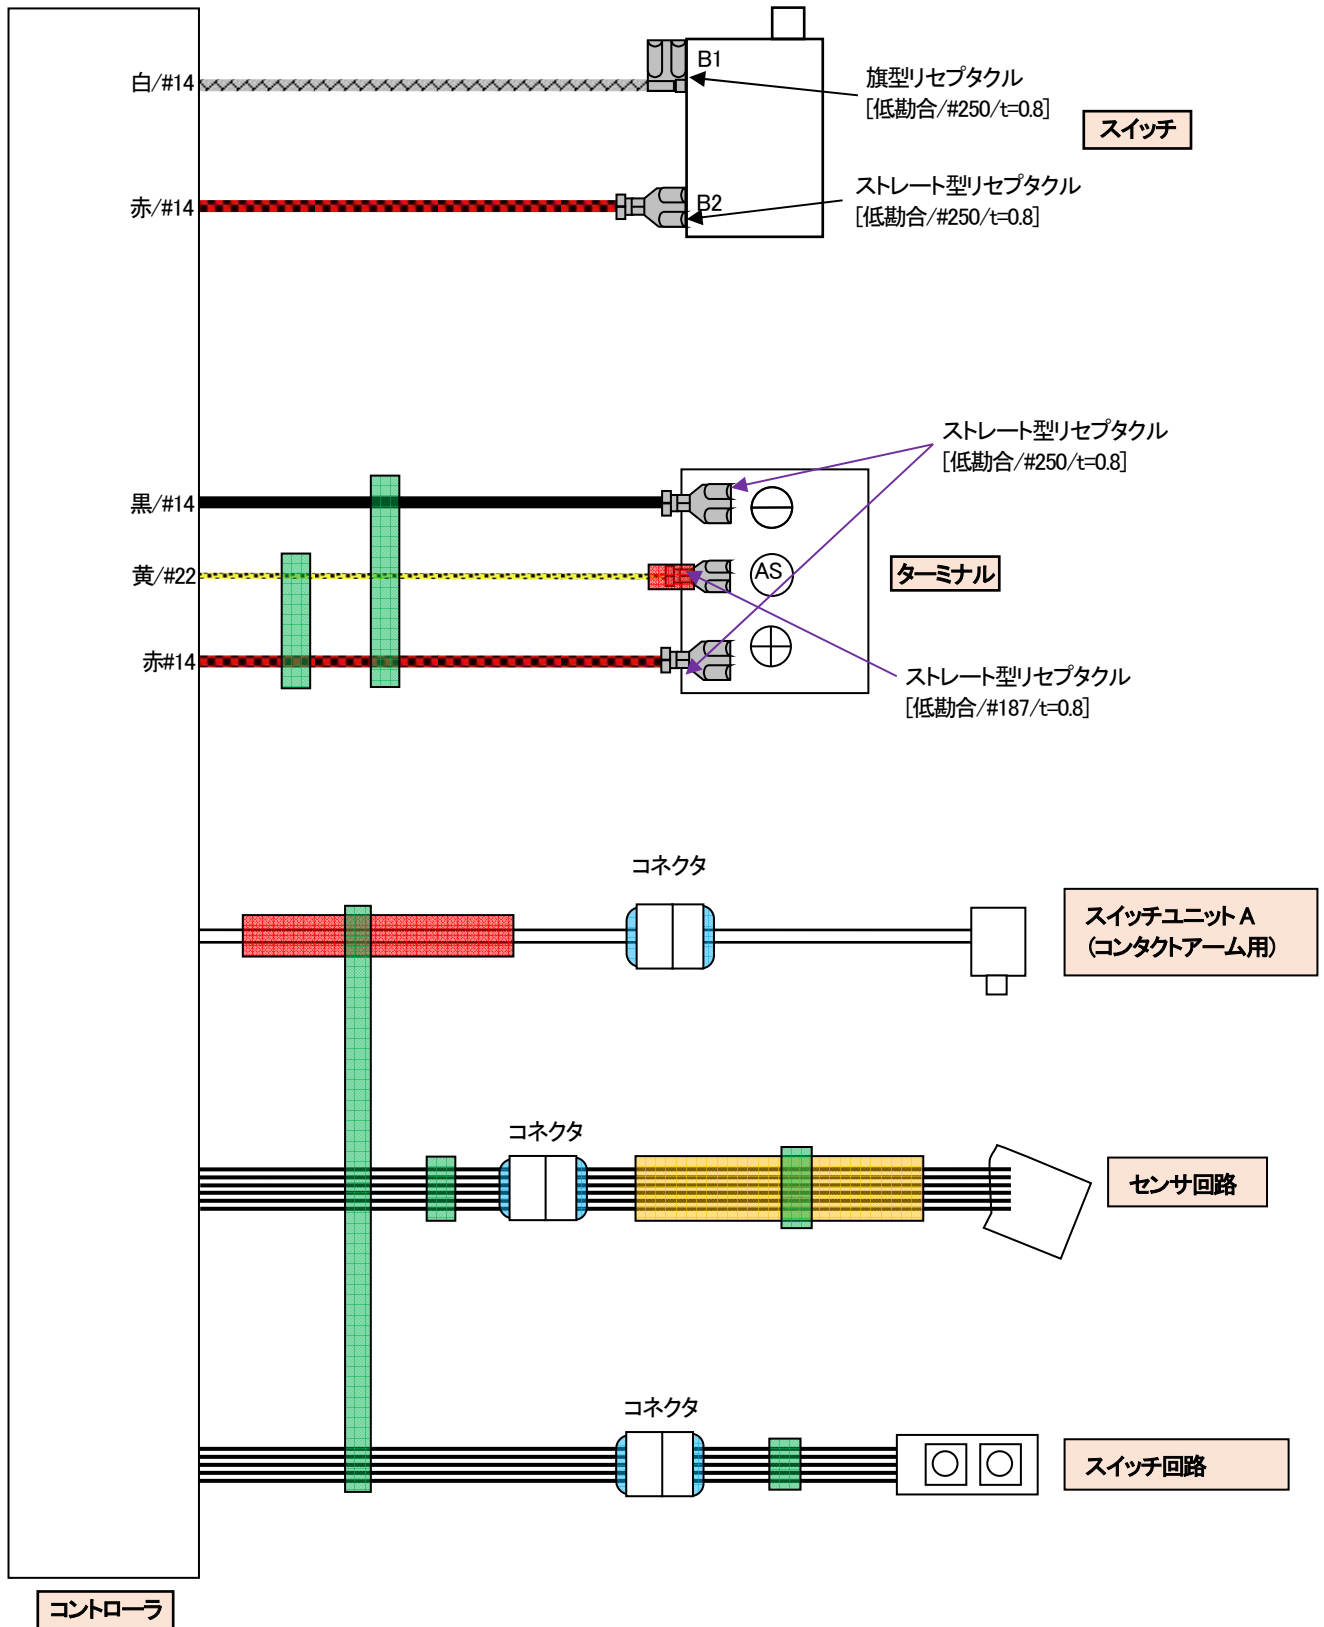 白/#14
B1
旗型リセプタクル
[低勘合/#250/t=0.8]
スイッチ
赤/#14
B2
ストレート型リセプタクル
[低勘合/#250/t=0.8]
ストレート型リセプタクル
[低勘合/#250/t=0.8]
黒/#14
黄/#22
AS
ターミナル
赤#14
ストレート型リセプタクル
[低勘合/#187/t=0.8]
コネクタ
スイッチユニット A
(コンタクトアーム用)
コネクタ
センサ回路
コネクタ
スイッチ回路
コントローラ